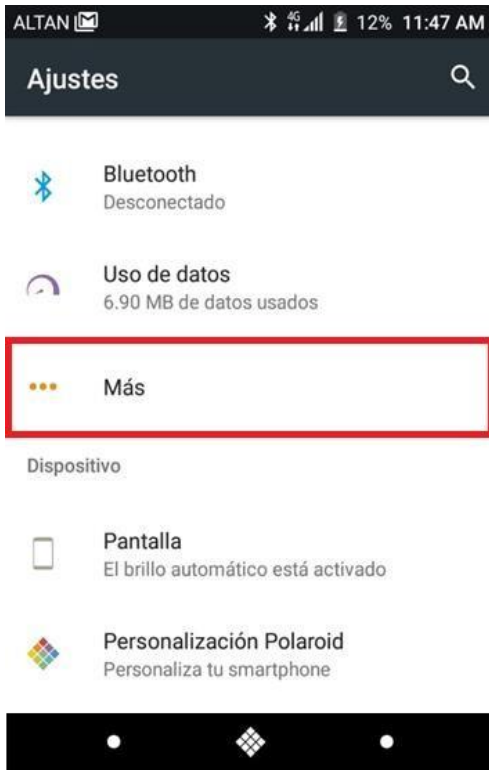 ALTAN 4G 12% 11:47 AM
Ajustes
Bluetooth
Desconectado
Uso de datos
6.90 MB de datos usados
Más
Dispositivo
Pantalla
El brillo automático está activado
Personalización Polaroid
Personaliza tu smartphone